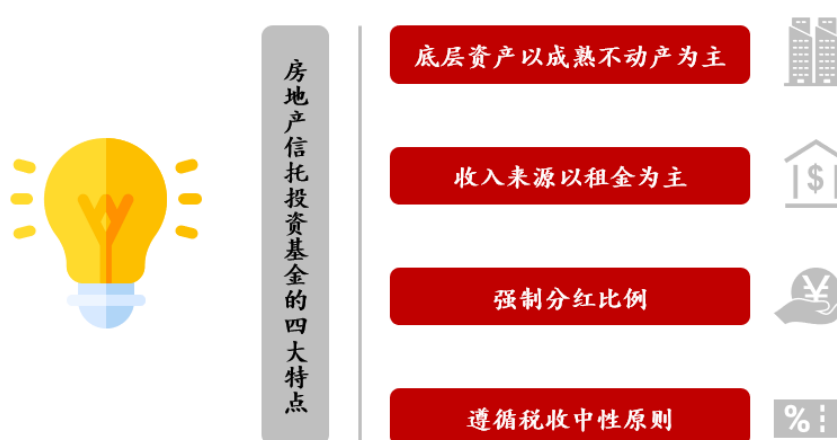 房地产信托投资基金的四大特点
底层资产以成熟不动产为主
收入来源以租金为主
强制分红比例
遵循税收中性原则
$
¥
%